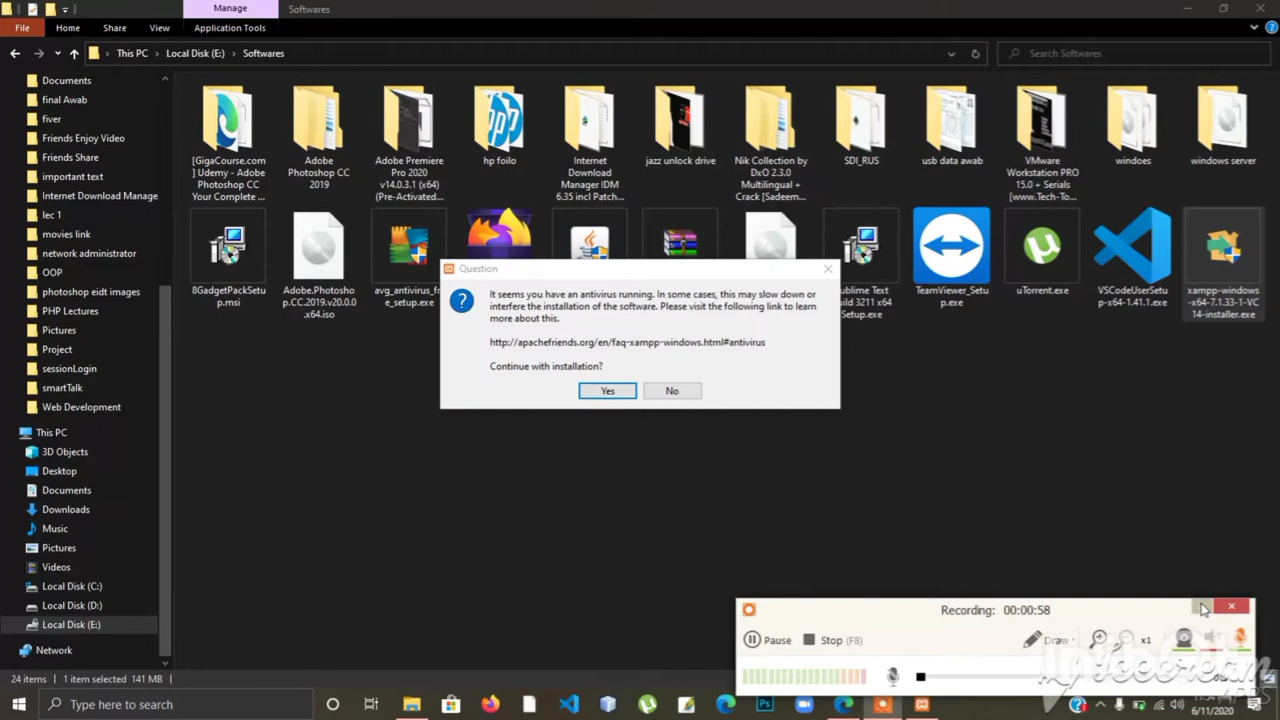 Manage
Softwares
File
Home
Share
View
Application Tools
This PC
Local Disk (E:)
Softwares
Search Softwares
Documents
final Awab
fiver
Friends Enjoy Video
Friends Share
important text
Internet Download Manage
lec 1
movies link
network administrator
OOP
photoshop eidt images
PHP Lectures
Pictures
Project
sessionLogin
smartTalk
Web Development
This PC
3D Objects
Desktop
Documents
Downloads
Music
Pictures
Videos
Local Disk (C:)
Local Disk (D:)
Local Disk (E:)
Network
[GigaCourse.com
] Udemy - Adobe
Photoshop CC
Your Complete ...
Adobe
Photoshop CC
2019
Adobe Premiere
Pro 2020
v14.0.3.1 (x64)
(Pre-Activated...
hp foilo
Internet
Download
Manager IDM
6.35 incl Patch...
jazz unlock drive
Nik Collection by
DxO 2.3.0
Multilingual +
Crack [Sadeem...
SDI_RUS
usb data awab
VMware
Workstation PRO
15.0 + Serials
[www.Tech-To...
windoes
windows server
8GadgetPackSetu
p.msi
Adobe.Photosho
p.CC.2019.v20.0.0
.x64.iso
avg_antivirus_fr
e_setup.exe
ublime Text
uild 3211 x64
Setup.exe
TeamViewer_Setu
p.exe
uTorrent.exe
VSCodeUserSetu
p-x64-1.41.1.exe
xampp-windows
-x64-7.1.33-1-VC
14-installer.exe
Question
It seems you have an antivirus running. In some cases, this may slow down or
interfere the installation of the software. Please visit the following link to learn
more about this.
http://apachefriends.org/en/faq-xampp-windows.html#antivirus
Continue with installation?
Yes
No
Recording: 00:00:58
Pause
Stop (F8)
Draw
x1
24 items
1 item selected 141 MB
Type here to search
Ps
6/11/2020